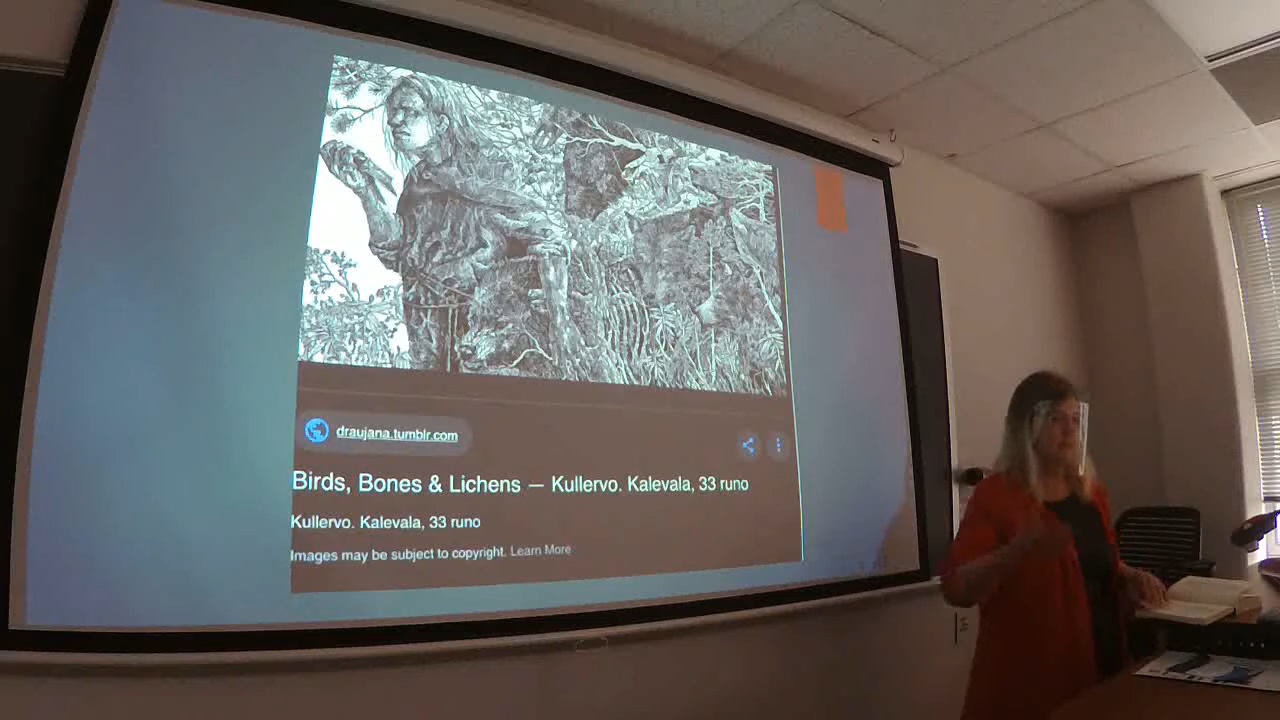 draujana.tumblr.com
Birds, Bones & Lichens — Kullervo. Kalevala, 33 runo
Kullervo. Kalevala, 33 runo
Images may be subject to copyright. Learn More